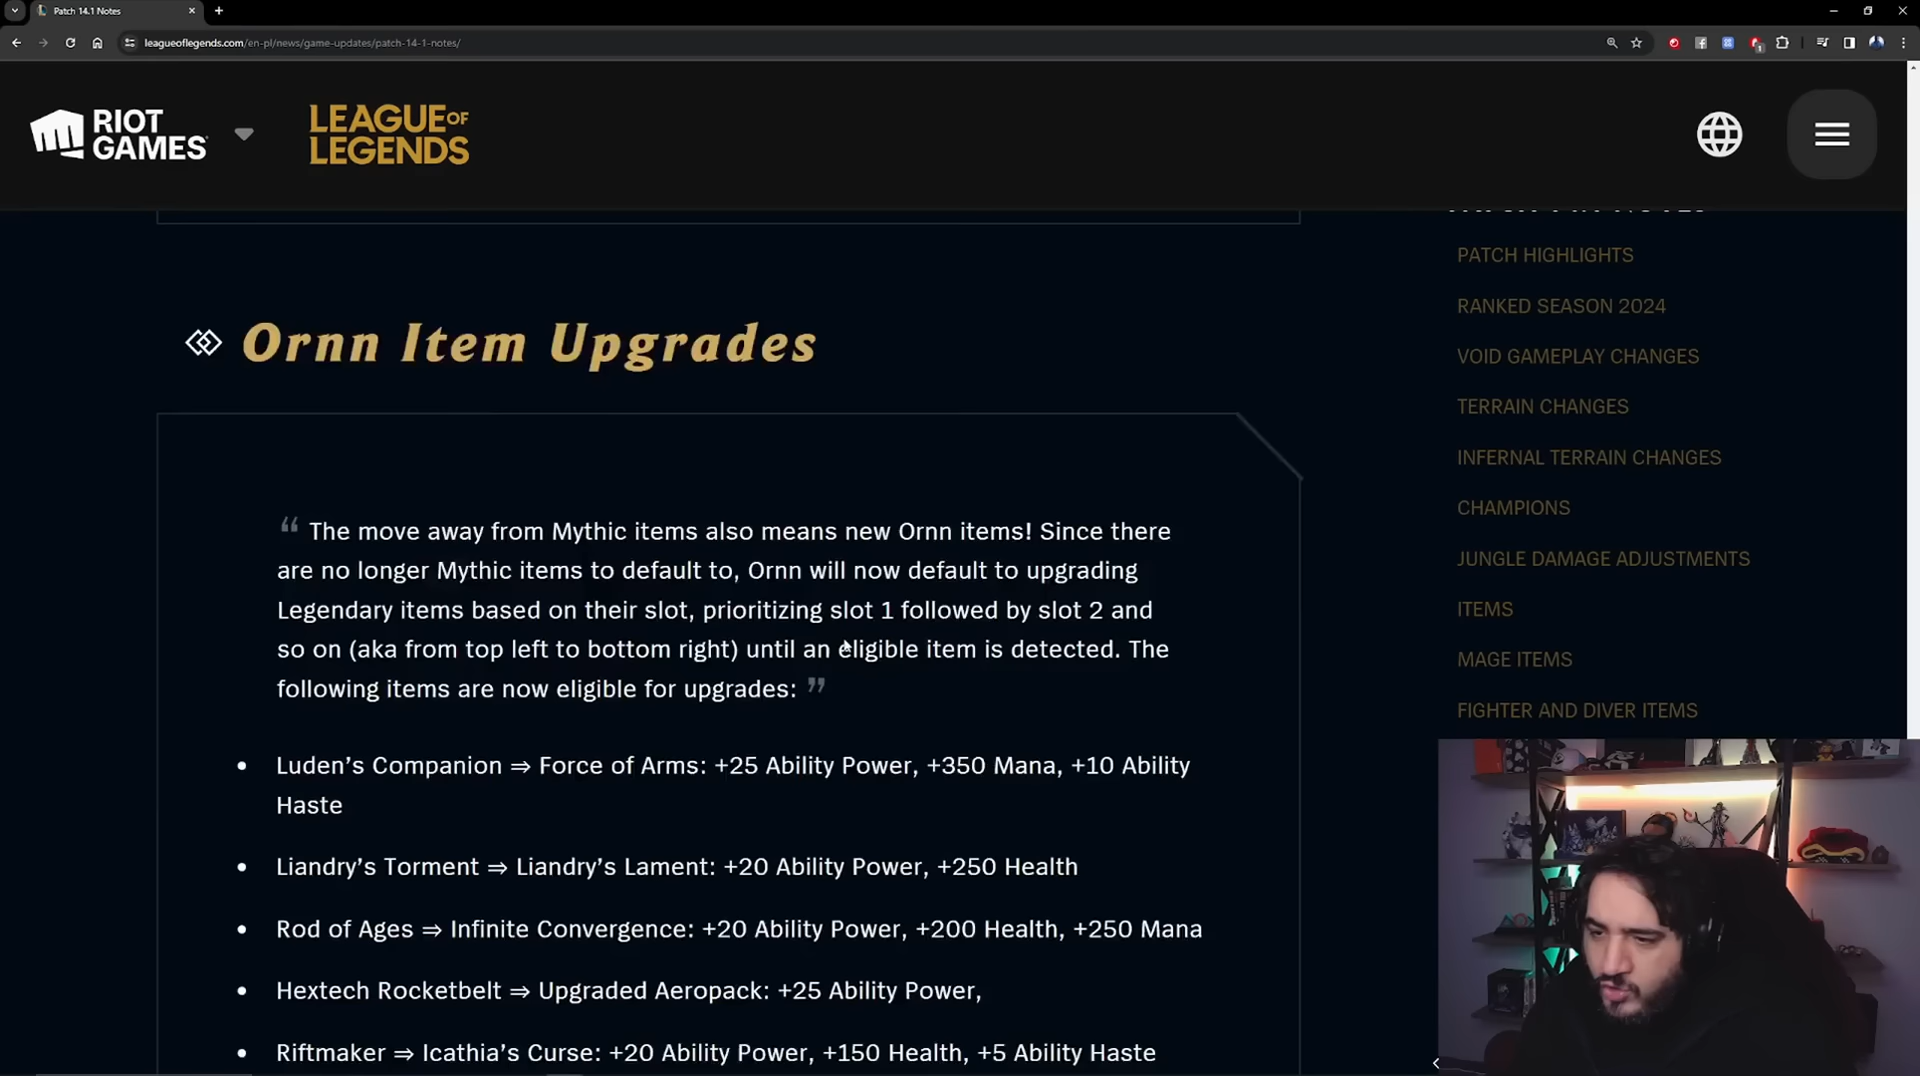 Patch 14.1 Notes
leagueoflegends.com/en-pl/news/game-updates/patch-14-1-notes/
RIOT
GAMES
LEAGUE OF
LEGENDS
PATCH HIGHLIGHTS
RANKED SEASON 2024
VOID GAMEPLAY CHANGES
TERRAIN CHANGES
INFERNAL TERRAIN CHANGES
CHAMPIONS
JUNGLE DAMAGE ADJUSTMENTS
ITEMS
MAGE ITEMS
FIGHTER AND DIVER ITEMS
Ornn Item Upgrades
“ The move away from Mythic items also means new Ornn items! Since there
are no longer Mythic items to default to, Ornn will now default to upgrading
Legendary items based on their slot, prioritizing slot 1 followed by slot 2 and
so on (aka from top left to bottom right) until an eligible item is detected. The
following items are now eligible for upgrades: ”
• Luden’s Companion ⇒ Force of Arms: +25 Ability Power, +350 Mana, +10 Ability
Haste
• Liandry’s Torment ⇒ Liandry’s Lament: +20 Ability Power, +250 Health
• Rod of Ages ⇒ Infinite Convergence: +20 Ability Power, +200 Health, +250 Mana
• Hextech Rocketbelt ⇒ Upgraded Aeropack: +25 Ability Power,
• Riftmaker ⇒ Icathia’s Curse: +20 Ability Power, +150 Health, +5 Ability Haste